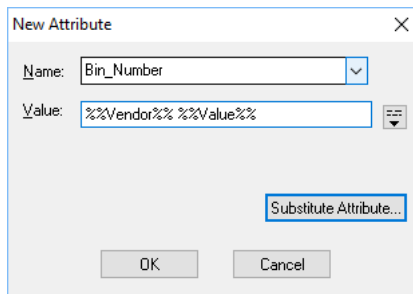 New Attribute
Name: Bin_Number
Value: %%Vendor%% %%Value%%
Substitute Attribute...
OK Cancel